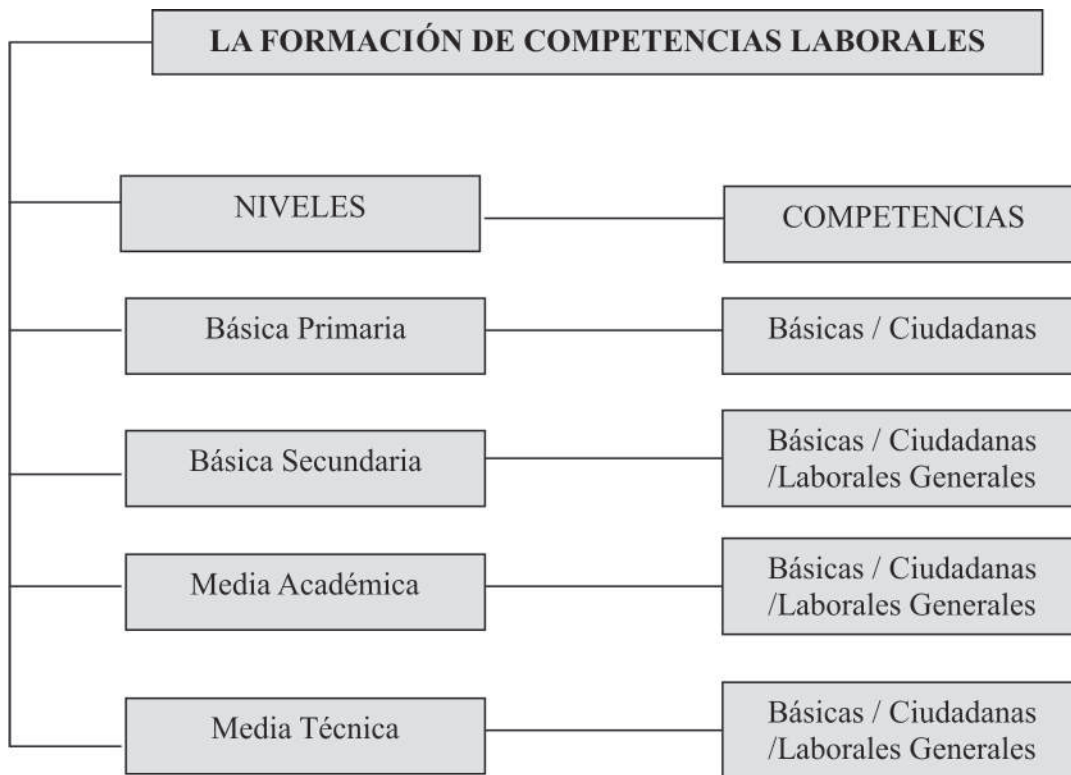 LA FORMACIÓN DE COMPETENCIAS LABORALES
NIVELES
COMPETENCIAS
Básica Primaria
Básicas / Ciudadanas
Básica Secundaria
Básicas / Ciudadanas
/Laborales Generales
Media Académica
Básicas / Ciudadanas
/Laborales Generales
Media Técnica
Básicas / Ciudadanas
/Laborales Generales